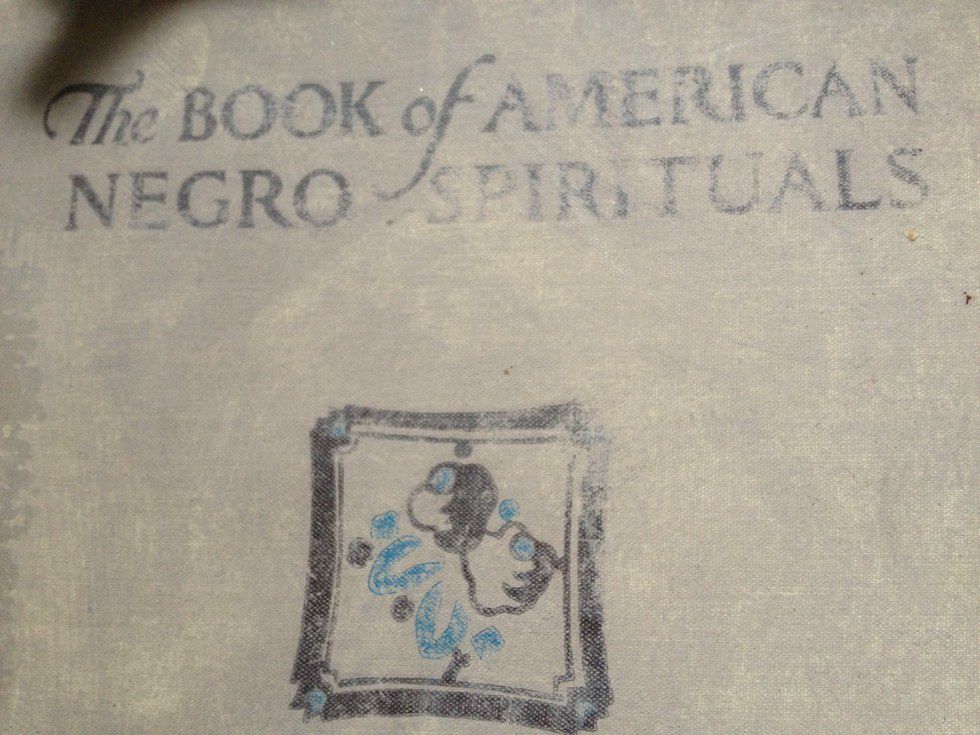 The BOOK of AMERICAN
NEGRO SPIRITUALS